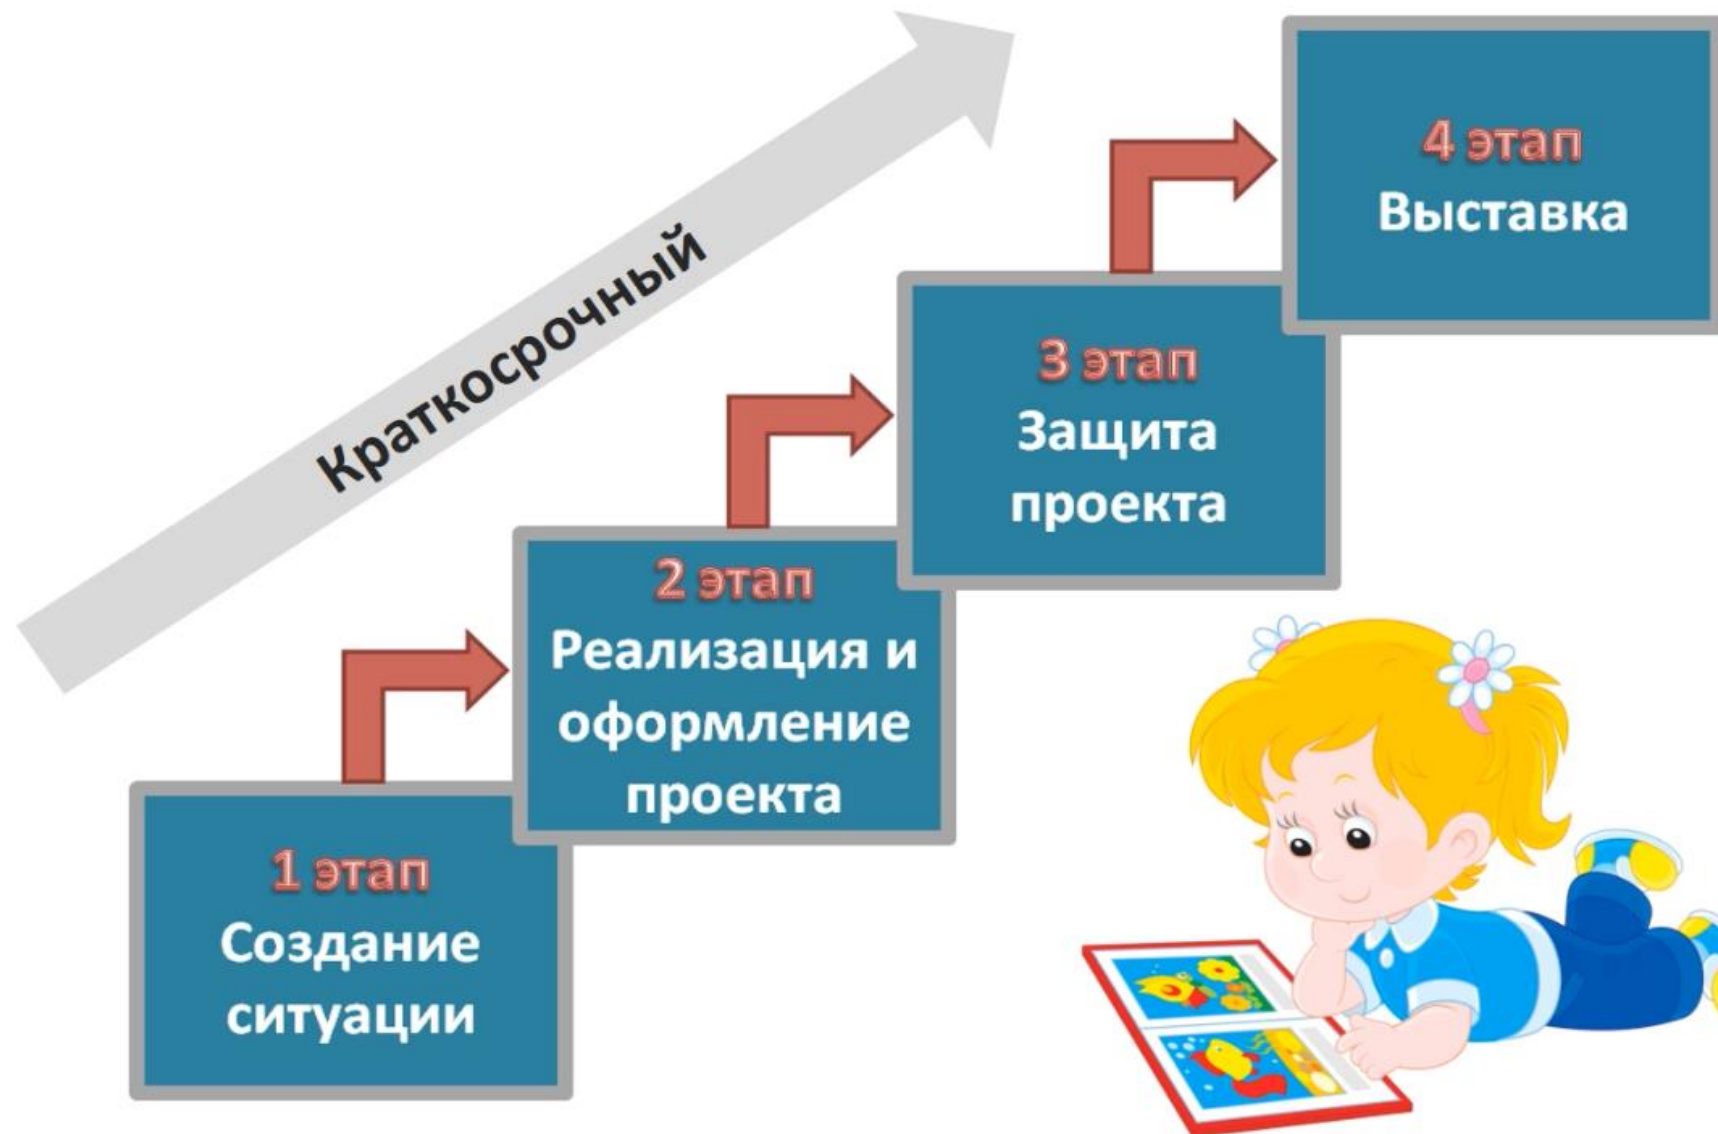 Краткосрочный
1 этап
Создание
ситуации
2 этап
Реализация и
оформление
проекта
3 этап
Защита
проекта
4 этап
Выставка